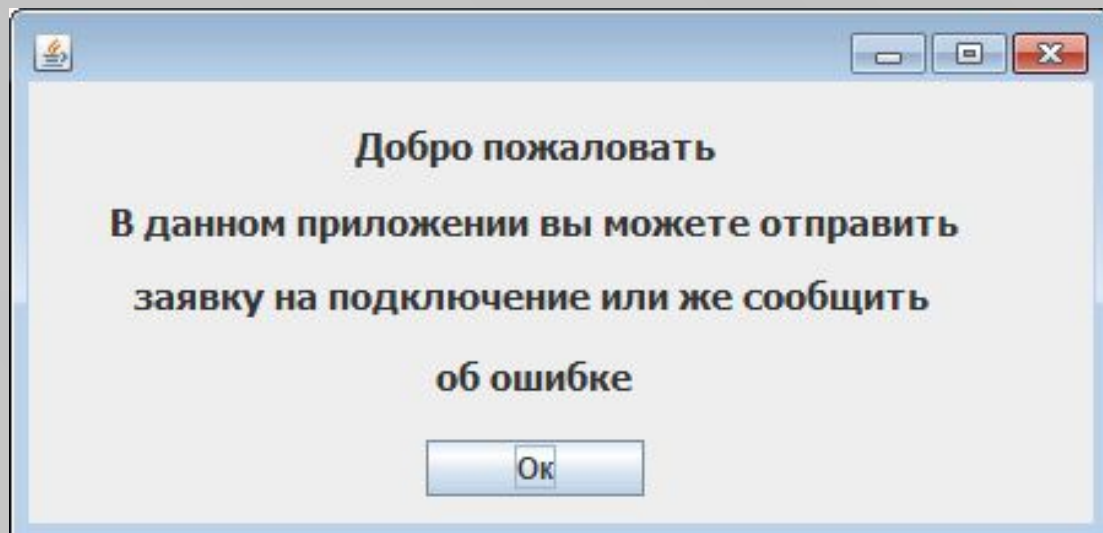 Добро пожаловать
В данном приложении вы можете отправить
заявку на подключение или же сообщить
об ошибке
Ок